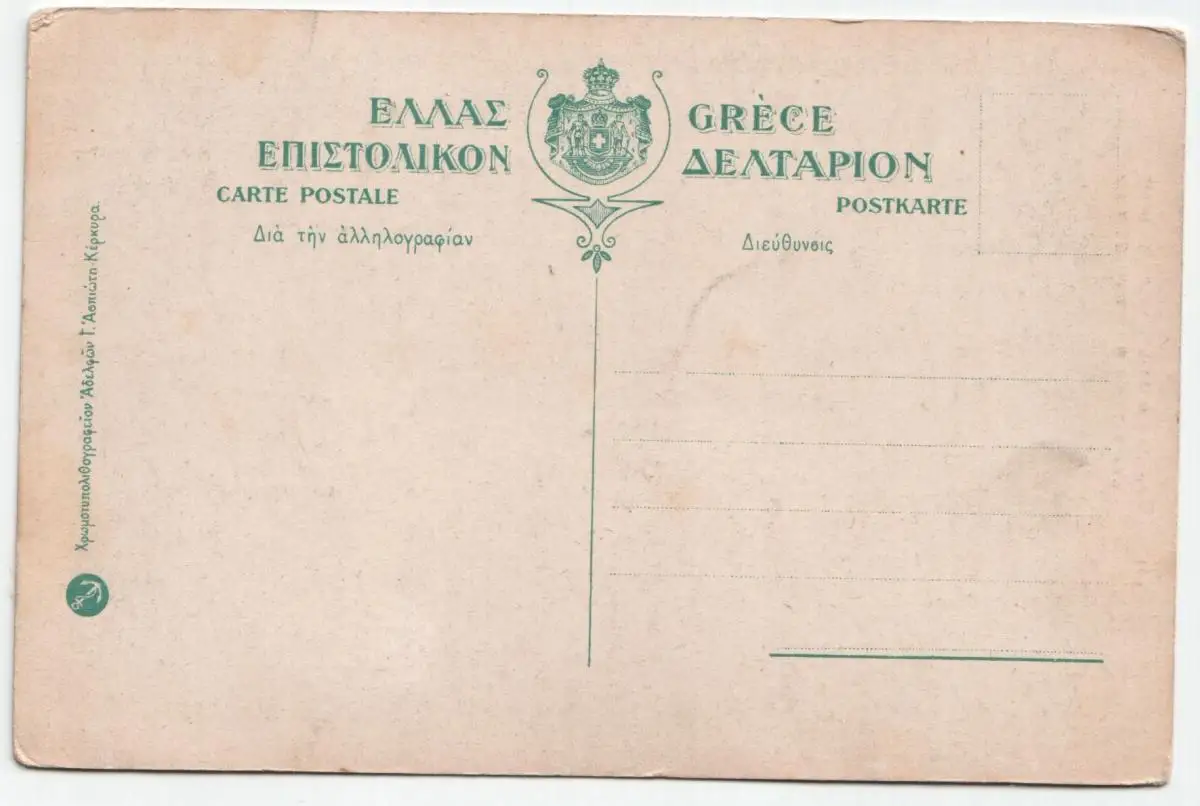 ΕΛΛΑΣ GRÈCE
ΕΠΙΣΤΟΛΙΚΟΝ ΔΕΛΤΑΡΙΟΝ
CARTE POSTALE POSTKARTE
Διὰ τὴν ἀλληλογραφίαν Διεύθυνσις
Χρωμοτυπολιθογραφεῖον Ἀδελφῶν Γ. Ἀσπιώτη-Κέρκυρα.